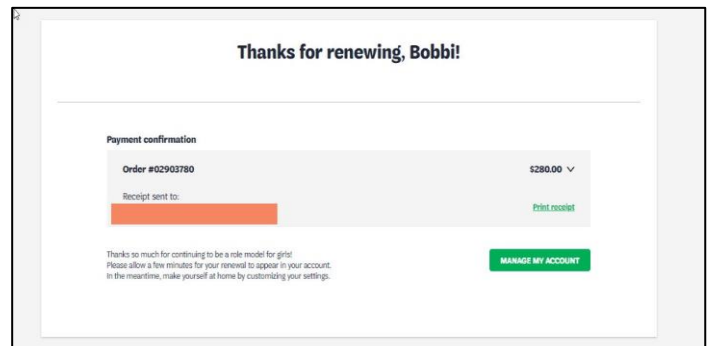 Thanks for renewing, Bobbi!
Payment confirmation
Order #02903780
$280.00
Receipt sent to:
Print receipt
Thanks so much for continuing to be a role model for girls!
Please allow a few minutes for your renewal to appear in your account.
In the meantime, make yourself at home by customizing your settings.
MANAGE MY ACCOUNT